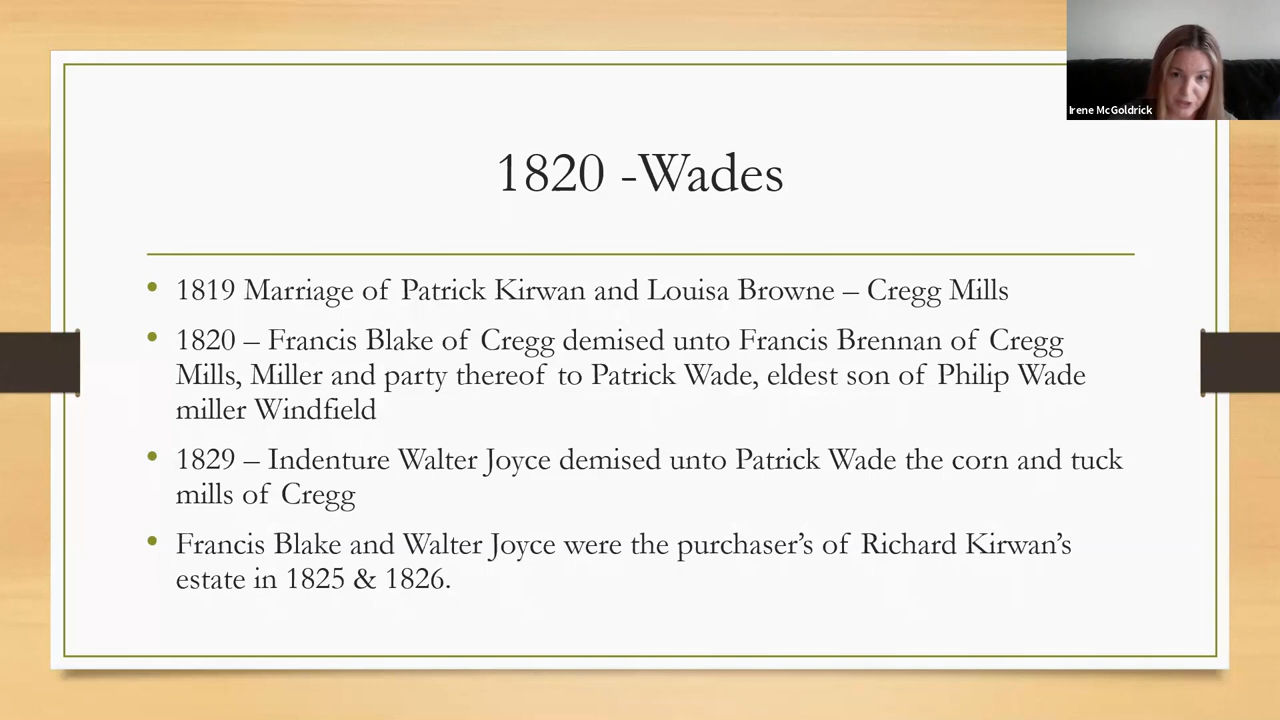 Irene McGoldrick
1820 -Wades
• 1819 Marriage of Patrick Kirwan and Louisa Browne – Cregg Mills
• 1820 – Francis Blake of Cregg demised unto Francis Brennan of Cregg
Mills, Miller and party thereof to Patrick Wade, eldest son of Philip Wade
miller Windfield
• 1829 – Indenture Walter Joyce demised unto Patrick Wade the corn and tuck
mills of Cregg
• Francis Blake and Walter Joyce were the purchaser’s of Richard Kirwan’s
estate in 1825 & 1826.